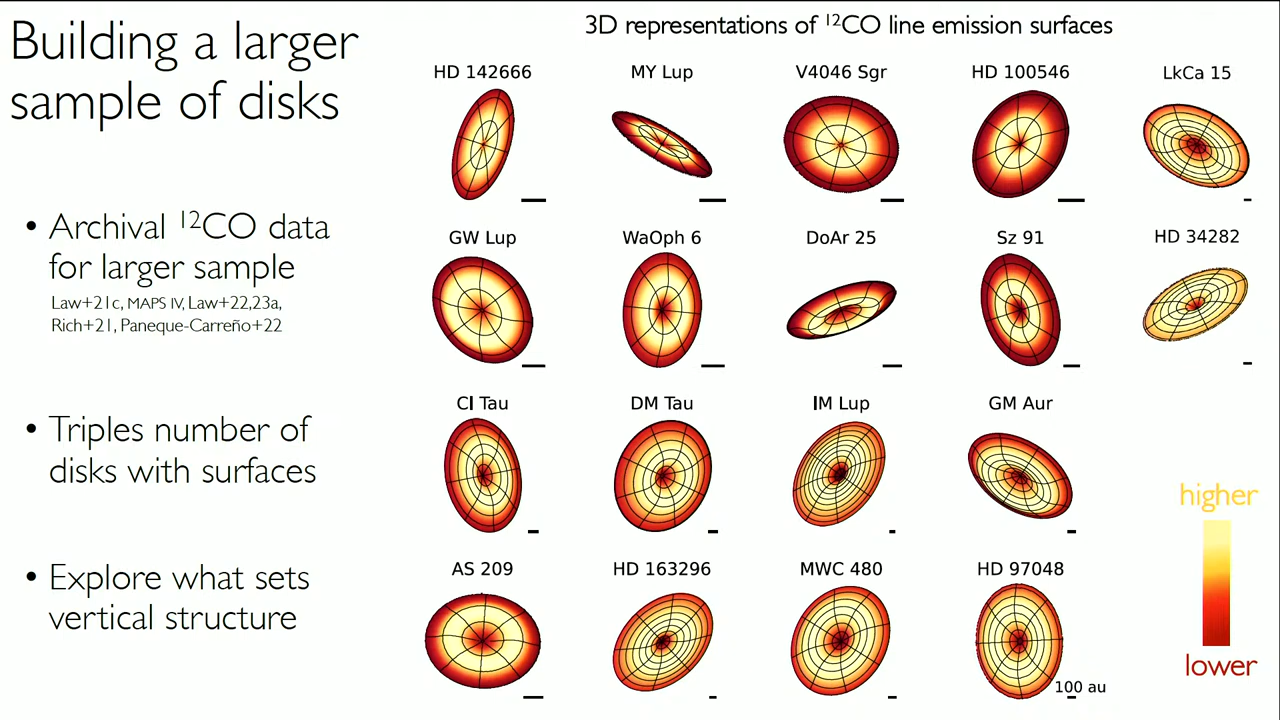 Building a larger
sample of disks
• Archival ¹²CO data
for larger sample
Law+21c, MAPS IV, Law+22,23a,
Rich+21, Paneque-Carreño+22
• Triples number of
disks with surfaces
• Explore what sets
vertical structure
3D representations of ¹²CO line emission surfaces
HD 142666 MY Lup V4046 Sgr HD 100546 LkCa 15
GW Lup WaOph 6 DoAr 25 Sz 91 HD 34282
CI Tau DM Tau IM Lup GM Aur
AS 209 HD 163296 MWC 480 HD 97048
100 au
higher
lower